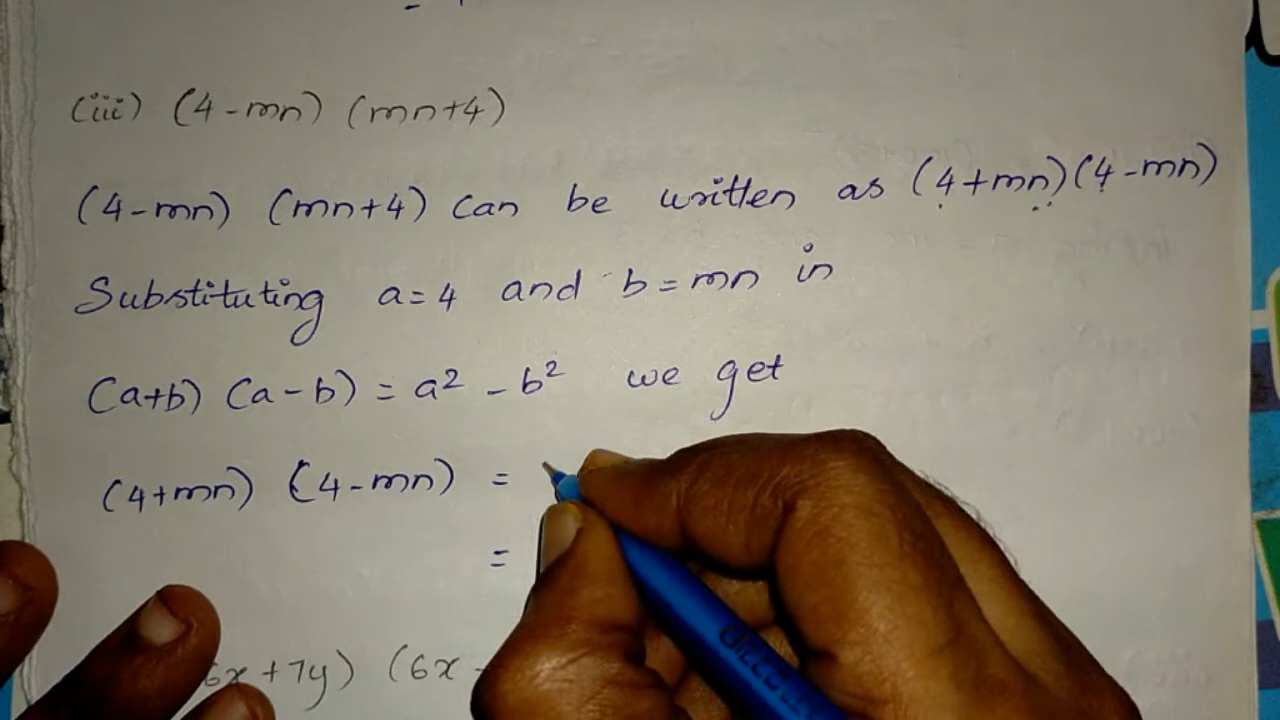 (iii) (4-mn) (mn+4)
(4-mn) (mn+4) can be written as (4+mn)(4-mn)
Substituting a=4 and b=mn in
(a+b) (a-b) = a² - b² we get
(4+mn) (4-mn) =
=
6x+7y) (6x -